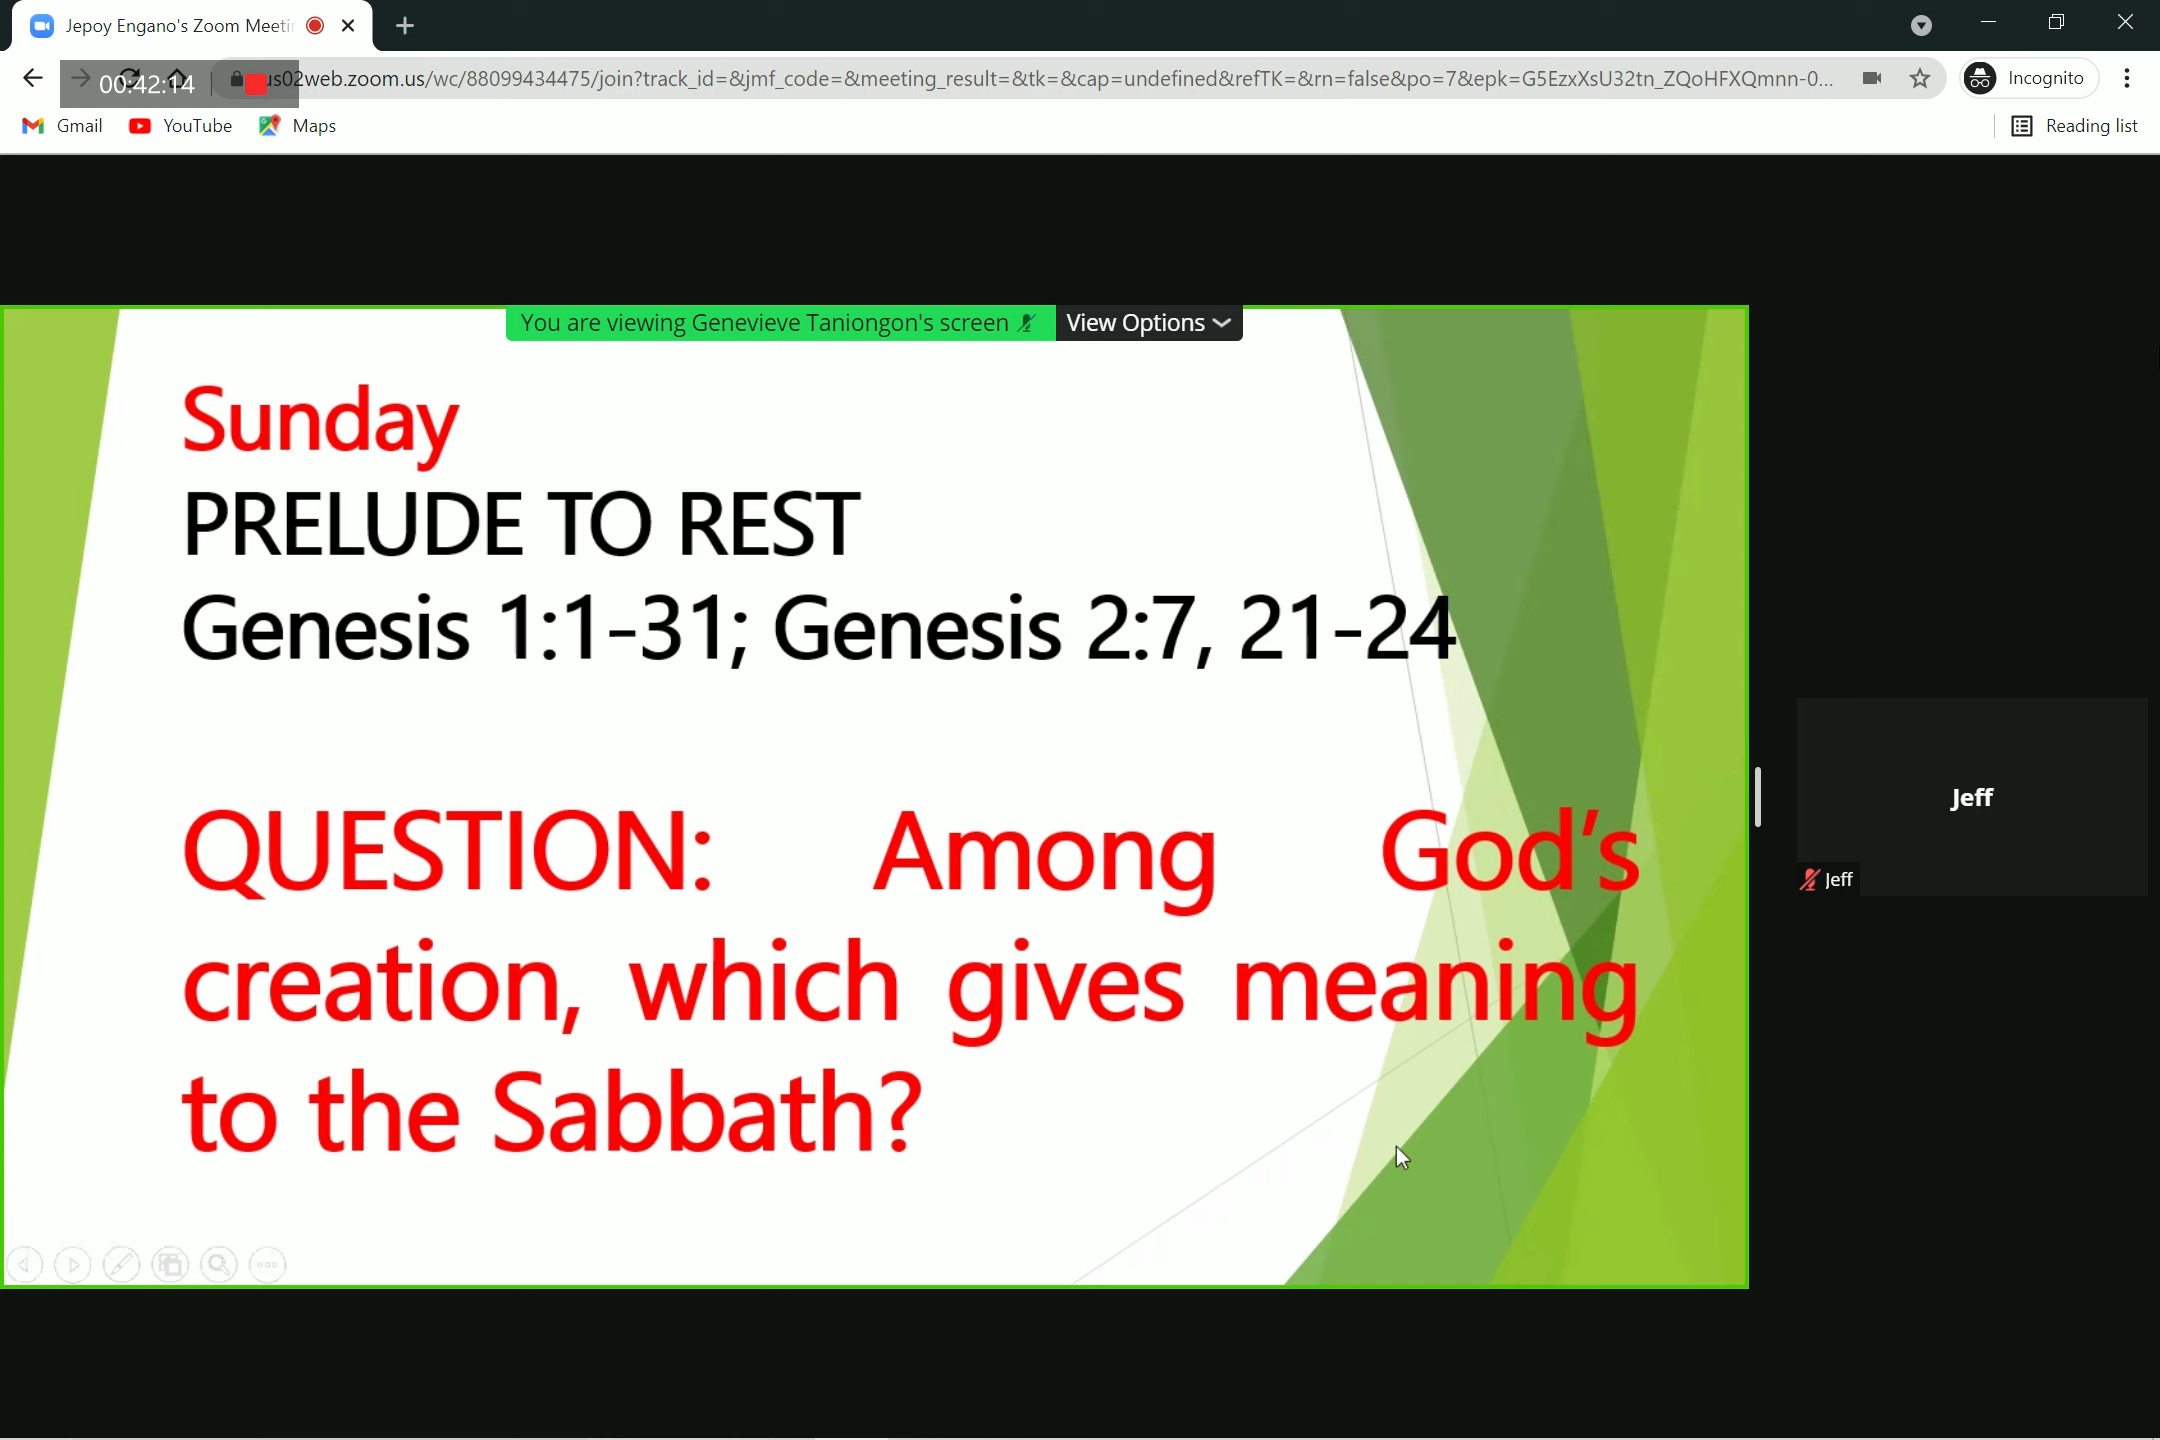 Jepoy Engano's Zoom Meeti
00:42:14
us02web.zoom.us/wc/88099434475/join?track_id=&jmf_code=&meeting_result=&tk=&cap=undefined&refTK=&rn=false&po=7&epk=G5EzxXsU32tn_ZQoHFXQmnn-0...
Incognito
Gmail
YouTube
Maps
Reading list
You are viewing Genevieve Taniongon's screen
View Options
Sunday
PRELUDE TO REST
Genesis 1:1-31; Genesis 2:7, 21-24
QUESTION: Among God's
creation, which gives meaning
to the Sabbath?
Jeff
Jeff